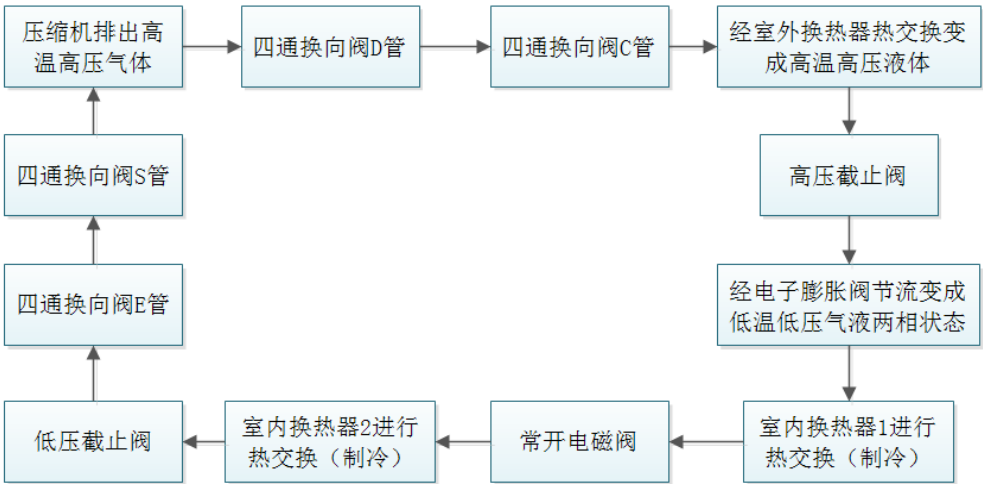 压缩机排出高
温高压气体
四通换向阀D管
四通换向阀C管
经室外换热器热交换变
成高温高压液体
四通换向阀S管
高压截止阀
四通换向阀E管
经电子膨胀阀节流变成
低温低压气液两相状态
低压截止阀
室内换热器2进行
热交换（制冷）
常开电磁阀
室内换热器1进行
热交换（制冷）